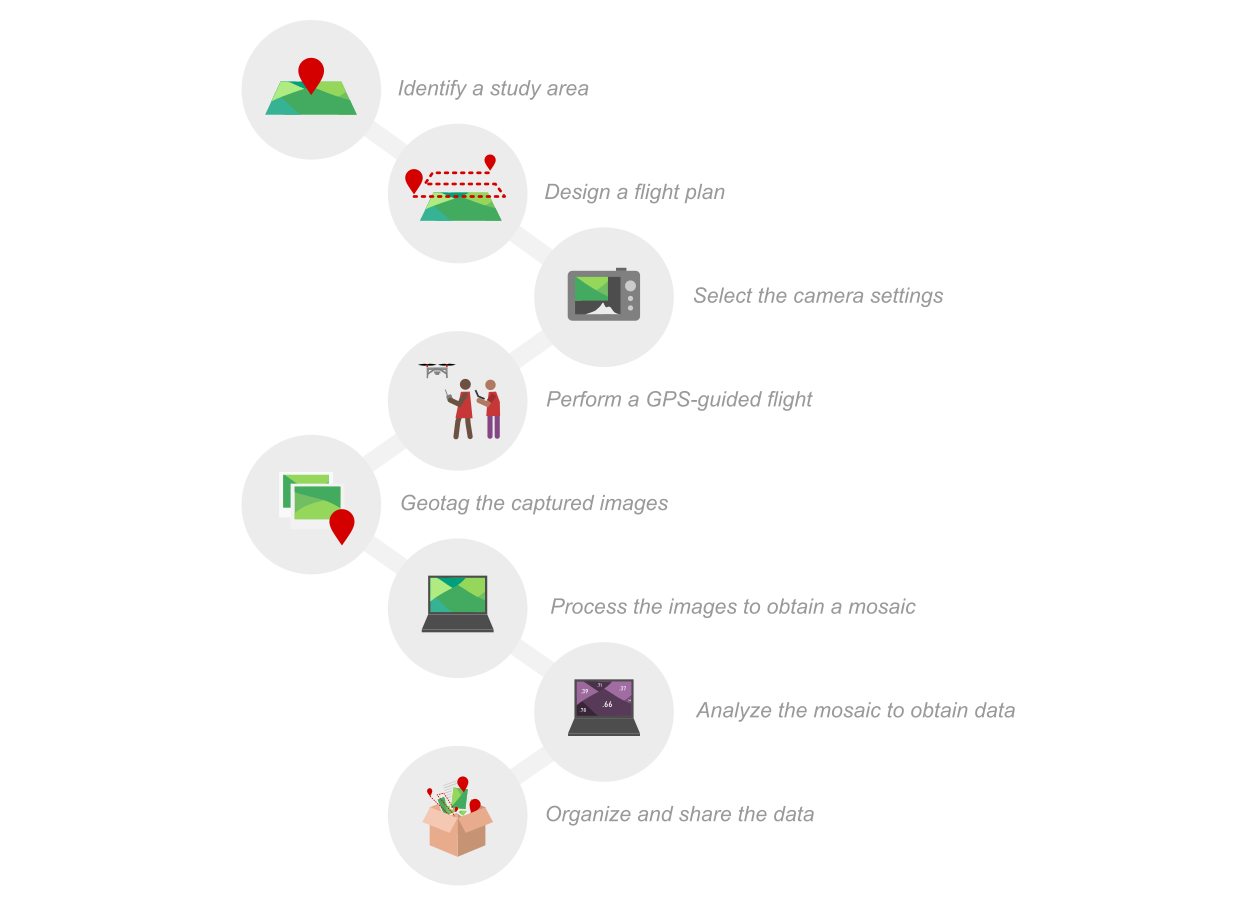 Identify a study area
Design a flight plan
Select the camera settings
Perform a GPS-guided flight
Geotag the captured images
Process the images to obtain a mosaic
.71
.39
.37
.66
.78
Analyze the mosaic to obtain data
Organize and share the data